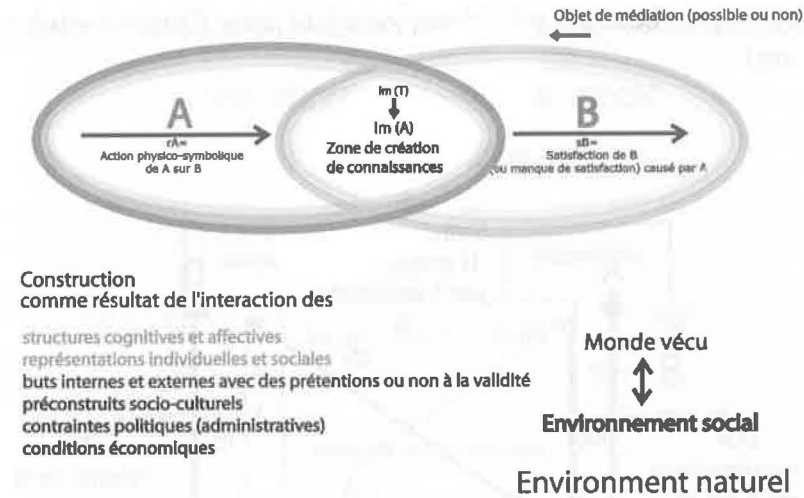 Objet de médiation (possible ou non)
A
rA=
Action physico-symbolique
de A sur B
Im (T)
Im (A)
Zone de création
de connaissances
B
sB=
Satisfaction de B
(ou manque de satisfaction) causé par A
Construction
comme résultat de l'interaction des
structures cognitives et affectives
représentations individuelles et sociales
buts internes et externes avec des prétentions ou non à la validité
préconstruits socio-culturels
contraintes politiques (administratives)
conditions économiques
Monde vécu
Environnement social
Environment naturel